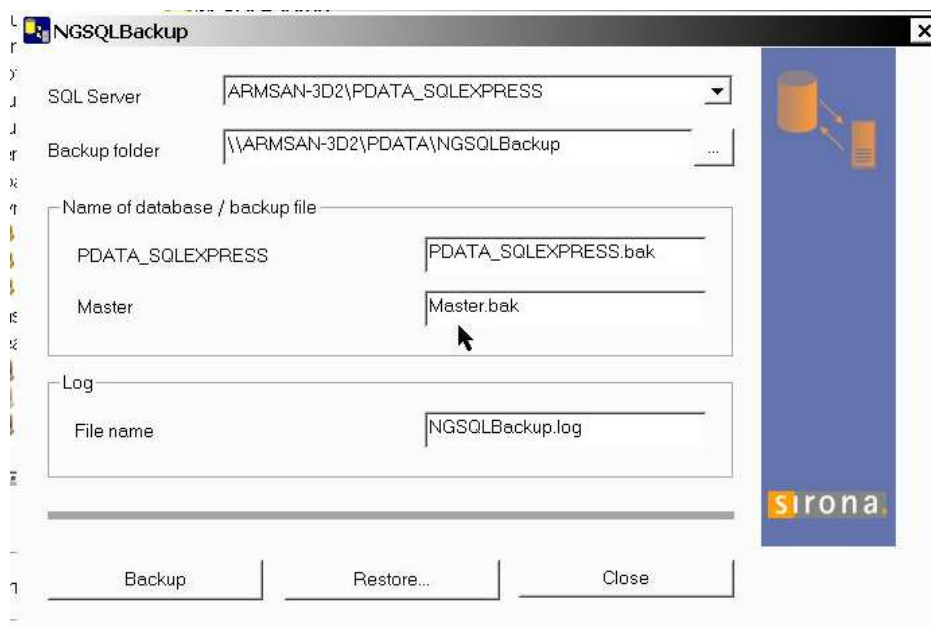 NGSQLBackup
SQL Server
ARMSAN-3D2\PDATA_SQLEXPRESS
Backup folder
\\ARMSAN-3D2\PDATA\NGSQLBackup
...
Name of database / backup file
PDATA_SQLEXPRESS
PDATA_SQLEXPRESS.bak
Master
Master.bak
Log
File name
NGSQLBackup.log
sirona.
Backup
Restore...
Close